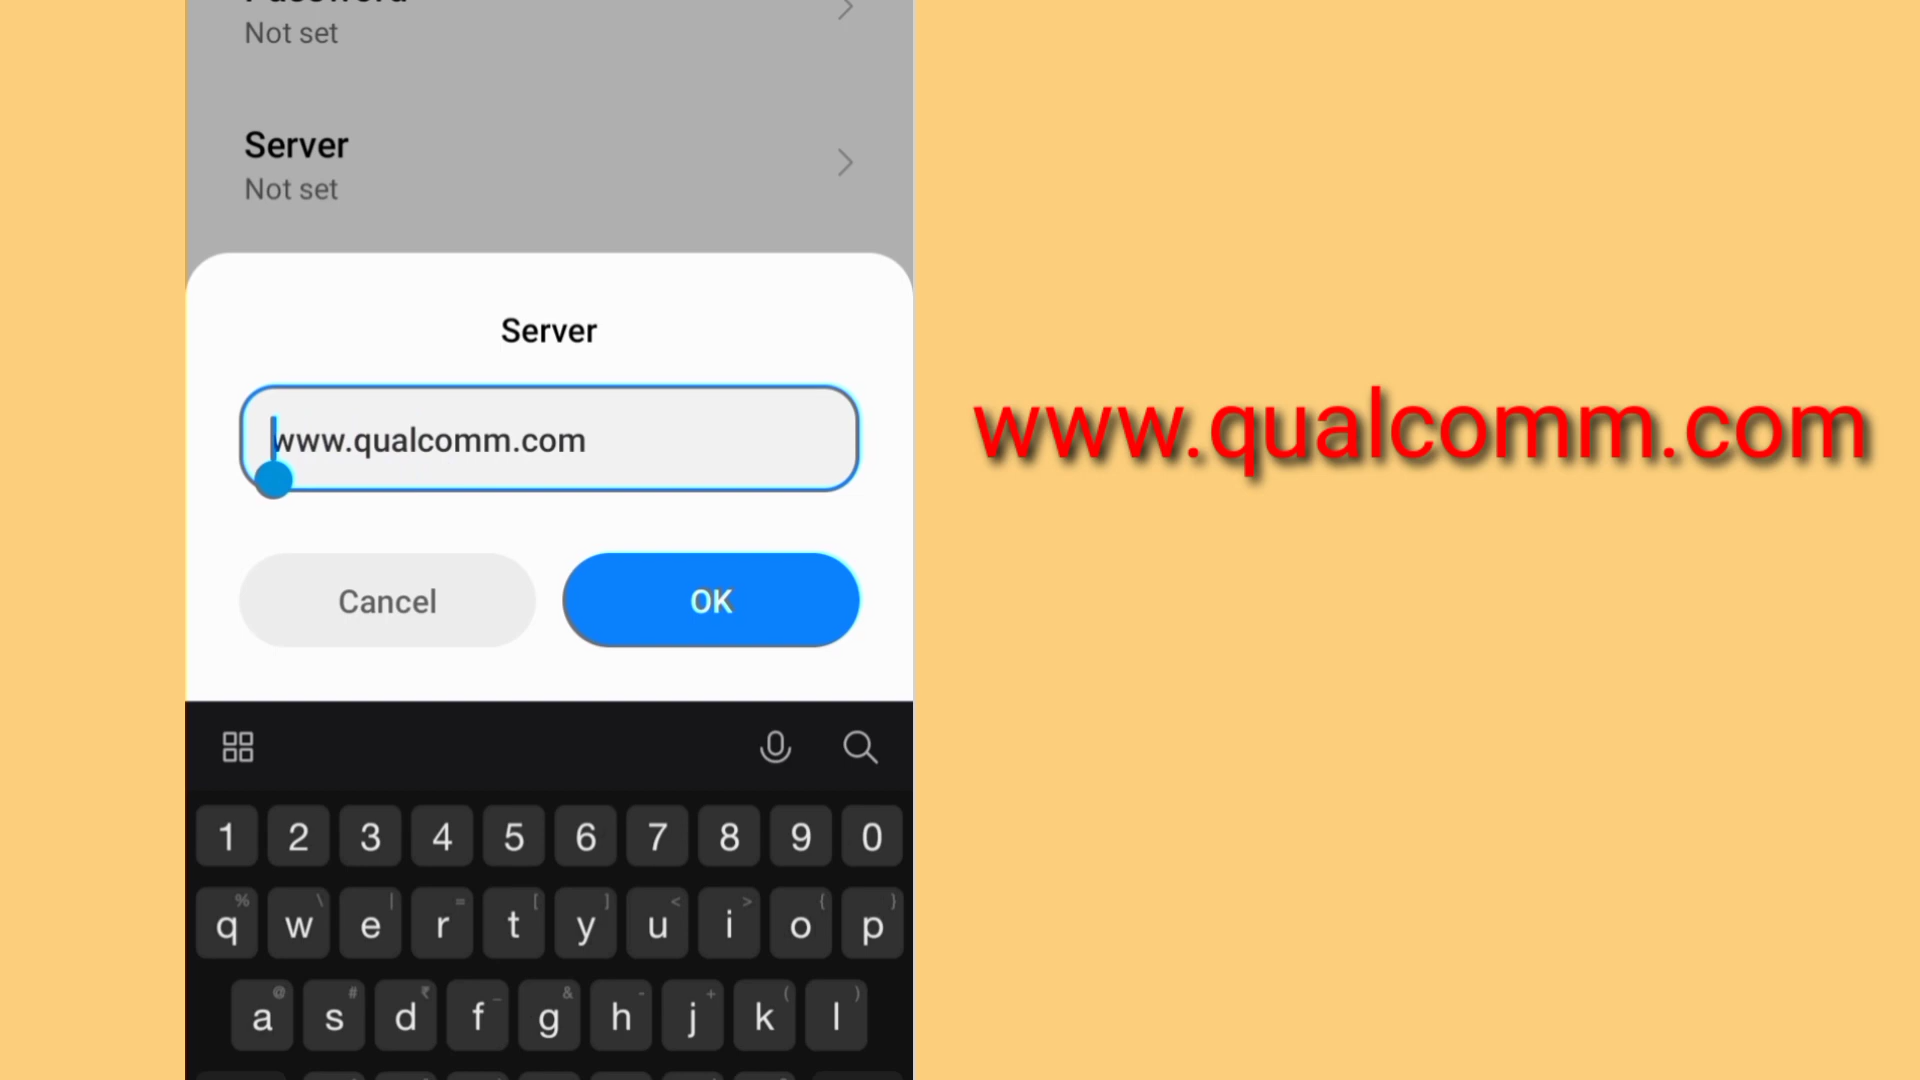 Password
Not set
Server
Not set
Server
www.qualcomm.com
Cancel
OK
www.qualcomm.com
1 2 3 4 5 6 7 8 9 0
% \ | = [ ] < > { }
q w e r t y u i o p
@ # ₹ _ & - + ( )
a s d f g h j k l